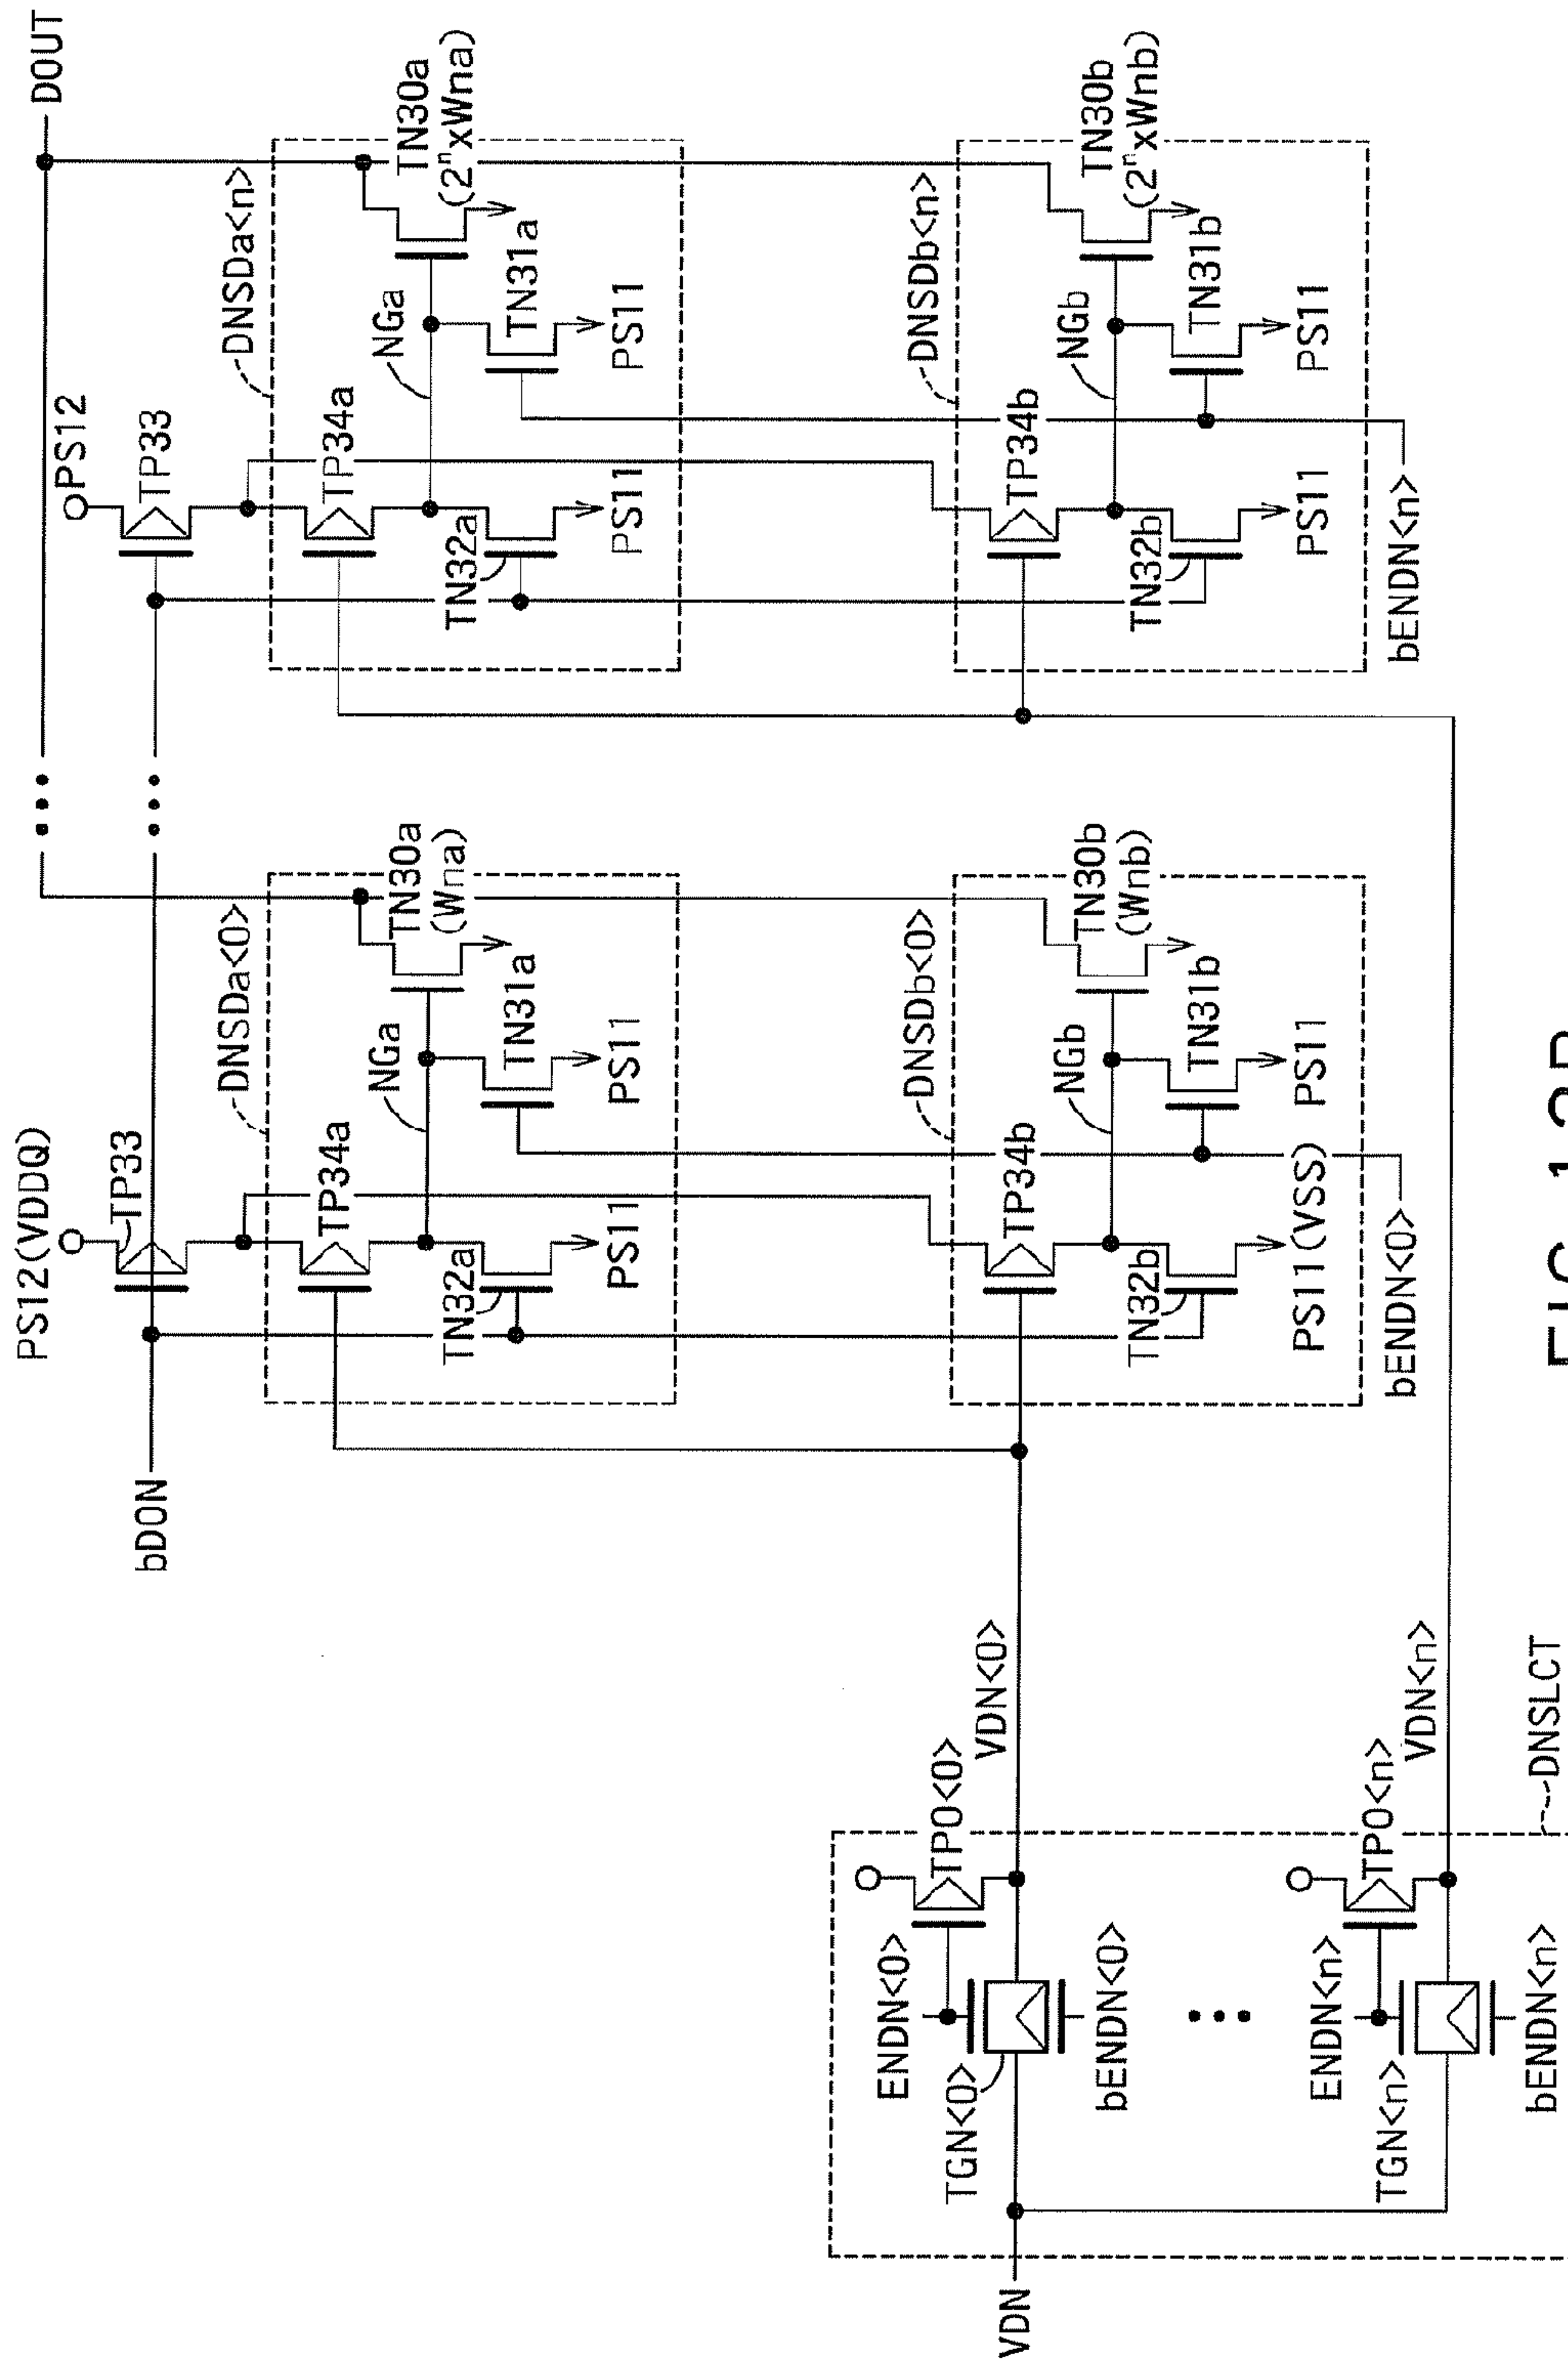 PS12(VDDQ)
DOUT
PS12
bDON
TP33
TP33
DNSDa<0>
DNSDa<n>
TP34a
NGa
TN30a
(Wna)
TP34a
NGa
TN30a
(2ⁿxWna)
TN32a
TN31a
TN32a
TN31a
PS11
PS11
PS11
PS11
DNSDb<0>
DNSDb<n>
ENDN<0>
TP0<0>
TGN<0>
VDN<0>
VDN
bENDN<0>
TP34b
NGb
TN30b
(Wnb)
TP34b
NGb
TN30b
(2ⁿxWnb)
TN32b
TN31b
TN32b
TN31b
PS11(VSS)
PS11
PS11
PS11
ENDN<n>
TP0<n>
TGN<n>
VDN<n>
bENDN<0>
bENDN<n>
bENDN<n>
DNSLCT